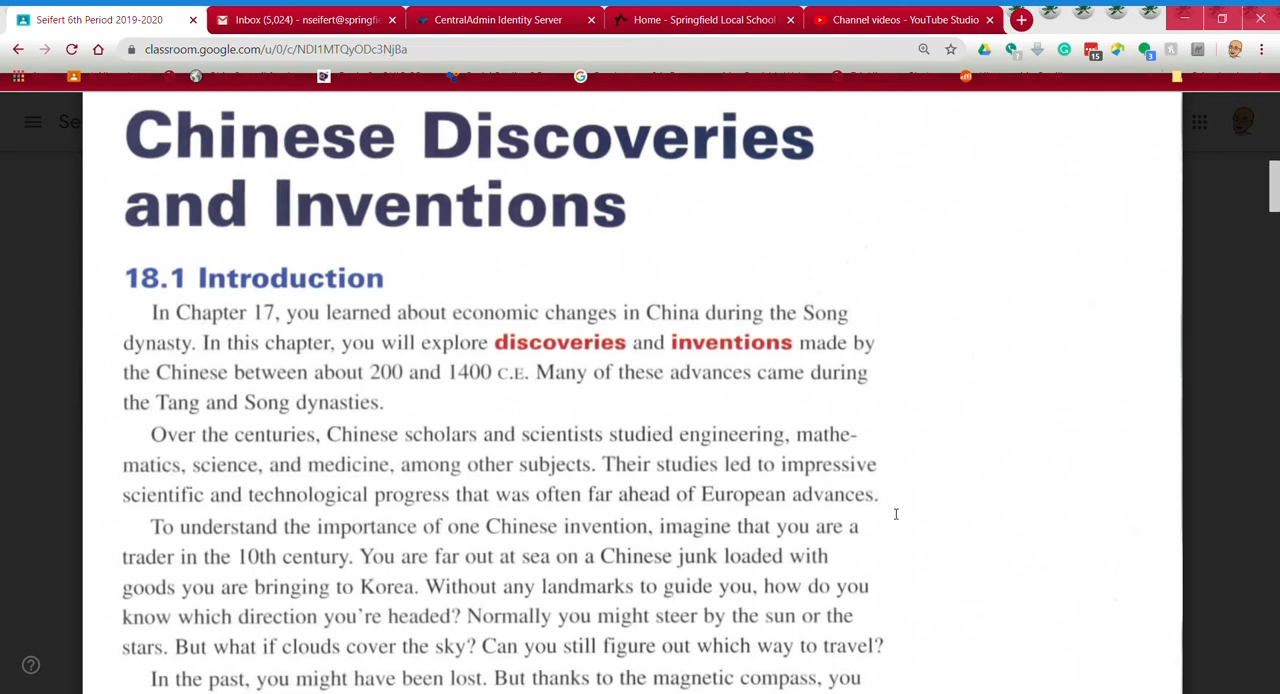 Seifert 6th Period 2019-2020
Inbox (5,024) - nseifert@springfie
CentralAdmin Identity Server
Home - Springfield Local School
Channel videos - YouTube Studio
classroom.google.com/u/0/c/NDI1MTQyODc3NjBa
15
3
Se
Chinese Discoveries
and Inventions
18.1 Introduction
In Chapter 17, you learned about economic changes in China during the Song
dynasty. In this chapter, you will explore discoveries and inventions made by
the Chinese between about 200 and 1400 C.E. Many of these advances came during
the Tang and Song dynasties.
Over the centuries, Chinese scholars and scientists studied engineering, mathe-
matics, science, and medicine, among other subjects. Their studies led to impressive
scientific and technological progress that was often far ahead of European advances.
To understand the importance of one Chinese invention, imagine that you are a
trader in the 10th century. You are far out at sea on a Chinese junk loaded with
goods you are bringing to Korea. Without any landmarks to guide you, how do you
know which direction you're headed? Normally you might steer by the sun or the
stars. But what if clouds cover the sky? Can you still figure out which way to travel?
In the past, you might have been lost. But thanks to the magnetic compass, you